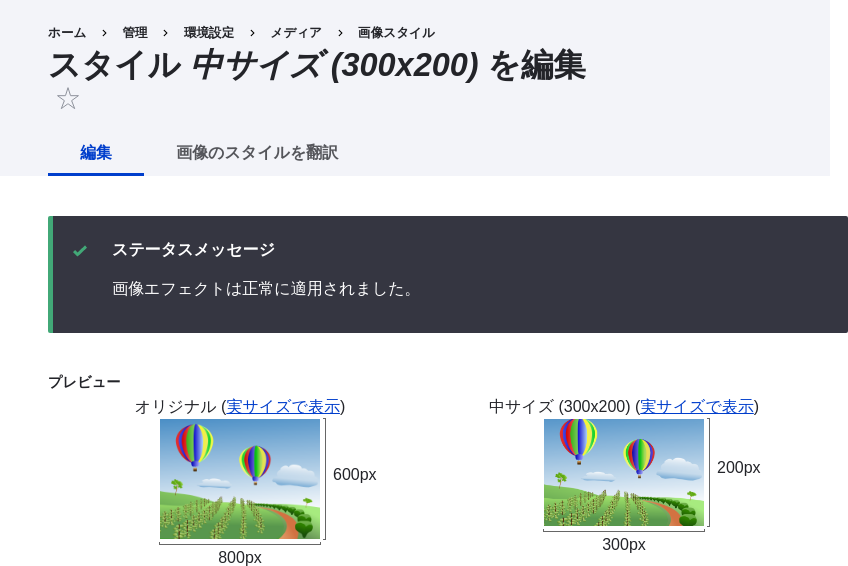 ホーム 管理 環境設定 メディア 画像スタイル
スタイル 中サイズ (300x200) を編集
編集 画像のスタイルを翻訳
ステータスメッセージ
画像エフェクトは正常に適用されました。
プレビュー
オリジナル (実サイズで表示) 中サイズ (300x200) (実サイズで表示)
600px 200px
800px 300px